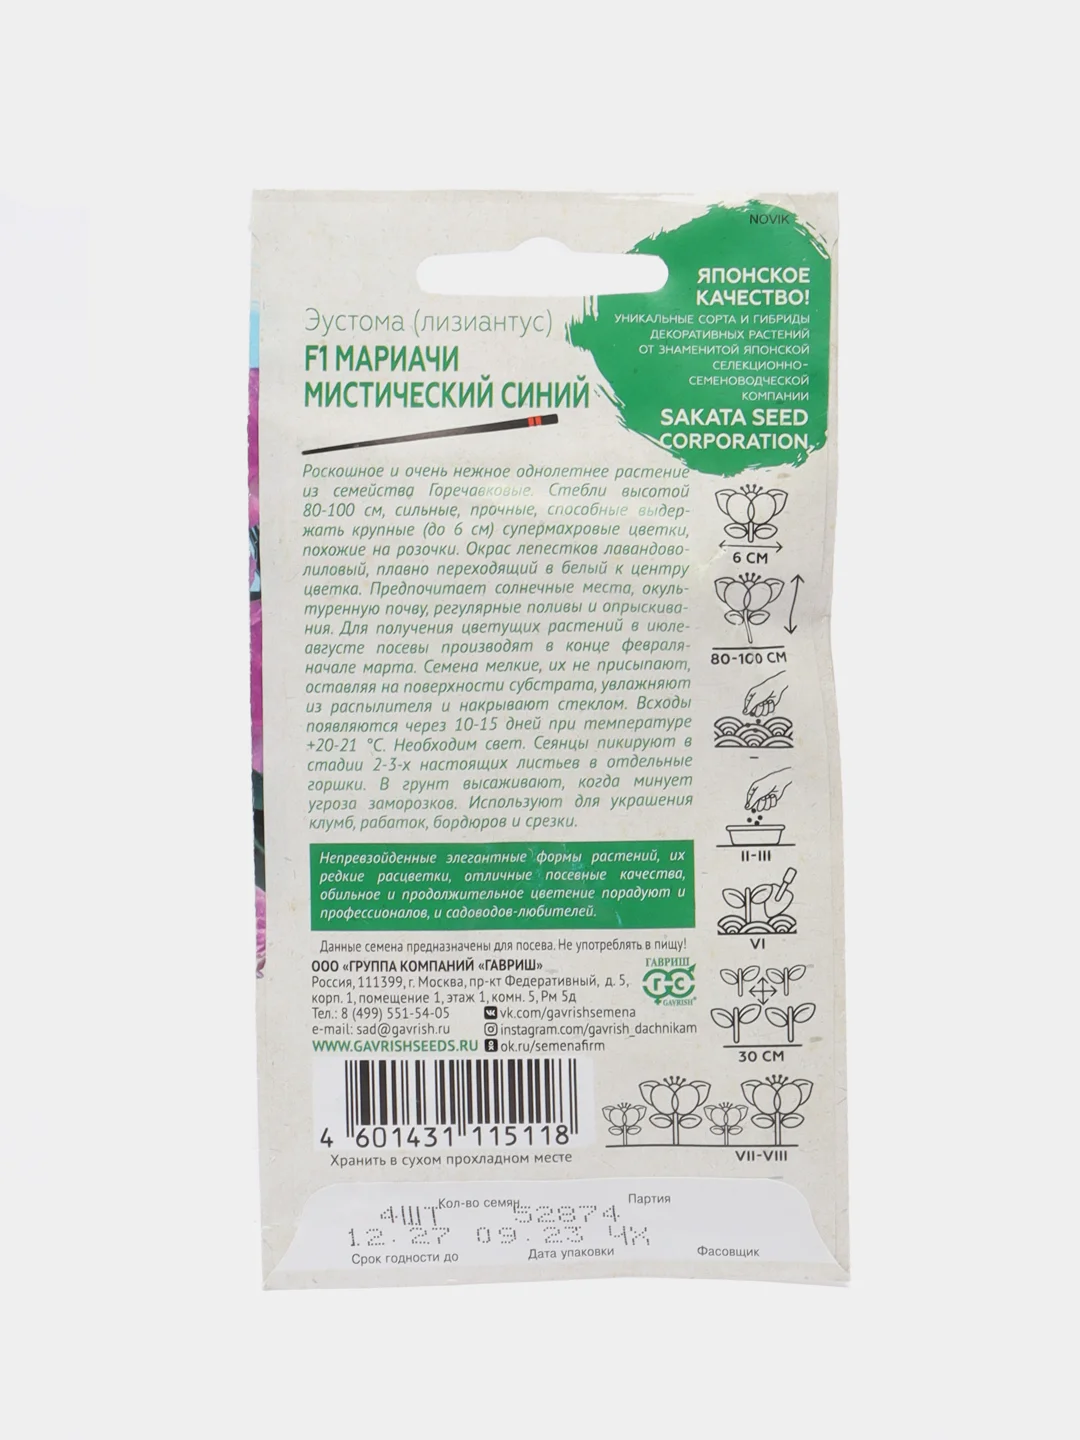 NOVIK
ЯПОНСКОЕ
КАЧЕСТВО!
УНИКАЛЬНЫЕ СОРТА И ГИБРИДЫ
ДЕКОРАТИВНЫХ РАСТЕНИЙ
ОТ ЗНАМЕНИТОЙ ЯПОНСКОЙ
СЕЛЕКЦИОННО-
СЕМЕНОВОДЧЕСКОЙ
КОМПАНИИ
SAKATA SEED
CORPORATION
Эустома (лизиантус)
F1 МАРИАЧИ
МИСТИЧЕСКИЙ СИНИЙ
Роскошное и очень нежное однолетнее растение
из семейства Горечавковые. Стебли высотой
80-100 см, сильные, прочные, способные выдер-
жать крупные (до 6 см) супермахровые цветки,
похожие на розочки. Окрас лепестков лавандово-
лиловый, плавно переходящий в белый к центру
цветка. Предпочитает солнечные места, окуль-
туренную почву, регулярные поливы и опрыскива-
ния. Для получения цветущих растений в июле-
августе посевы производят в конце февраля-
начале марта. Семена мелкие, их не присыпают,
оставляя на поверхности субстрата, увлажняют
из распылителя и накрывают стеклом. Всходы
появляются через 10-15 дней при температуре
+20-21 °С. Необходим свет. Сеянцы пикируют в
стадии 2-3-х настоящих листьев в отдельные
горшки. В грунт высаживают, когда минует
угроза заморозков. Используют для украшения
клумб, рабаток, бордюров и срезки.
6 СМ
80-100 СМ
–
II-III
VI
30 СМ
VII-VIII
Непревзойденные элегантные формы растений, их
редкие расцветки, отличные посевные качества,
обильное и продолжительное цветение порадуют и
профессионалов, и садоводов-любителей.
Данные семена предназначены для посева. Не употреблять в пищу!
ООО «ГРУППА КОМПАНИЙ «ГАВРИШ»
Россия, 111399, г. Москва, пр-кт Федеративный, д. 5,
корп. 1, помещение 1, этаж 1, комн. 5, Рм 5д
Тел.: 8 (499) 551-54-05
vk.com/gavrishsemena
e-mail: sad@gavrish.ru
instagram.com/gavrish_dachnikam
WWW.GAVRISHSEEDS.RU
ok.ru/semenafirm
ГАВРИШ
Г-С
GAVRISH
4 601431 115118
Хранить в сухом прохладном месте
Кол-во семян
Партия
4ШТ 52874
12.27 09.23 4Х
Срок годности до
Дата упаковки
Фасовщик